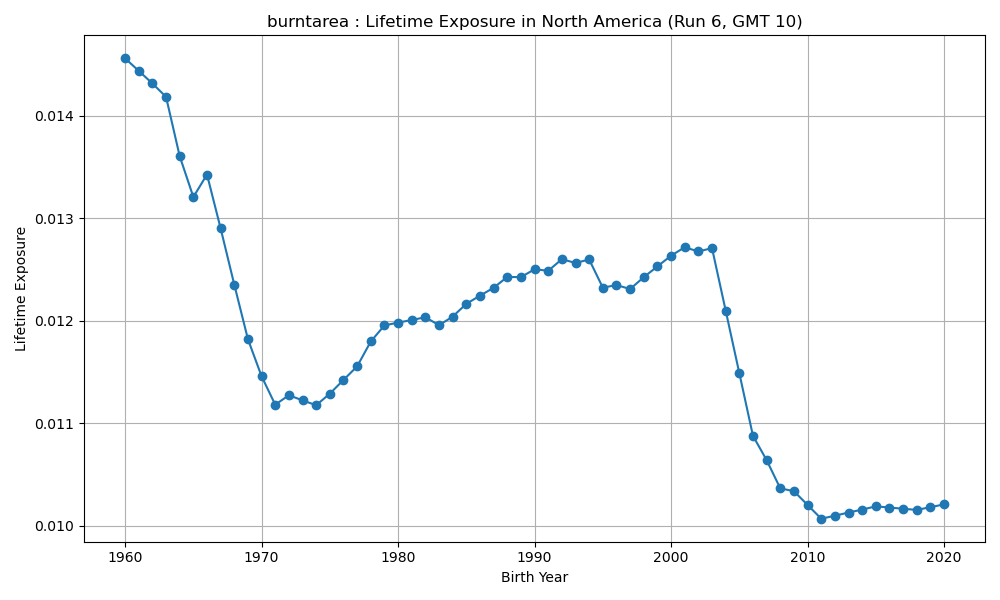 burntarea : Lifetime Exposure in North America (Run 6, GMT 10)
Lifetime Exposure
0.014
0.013
0.012
0.011
0.010
1960 1970 1980 1990 2000 2010 2020
Birth Year